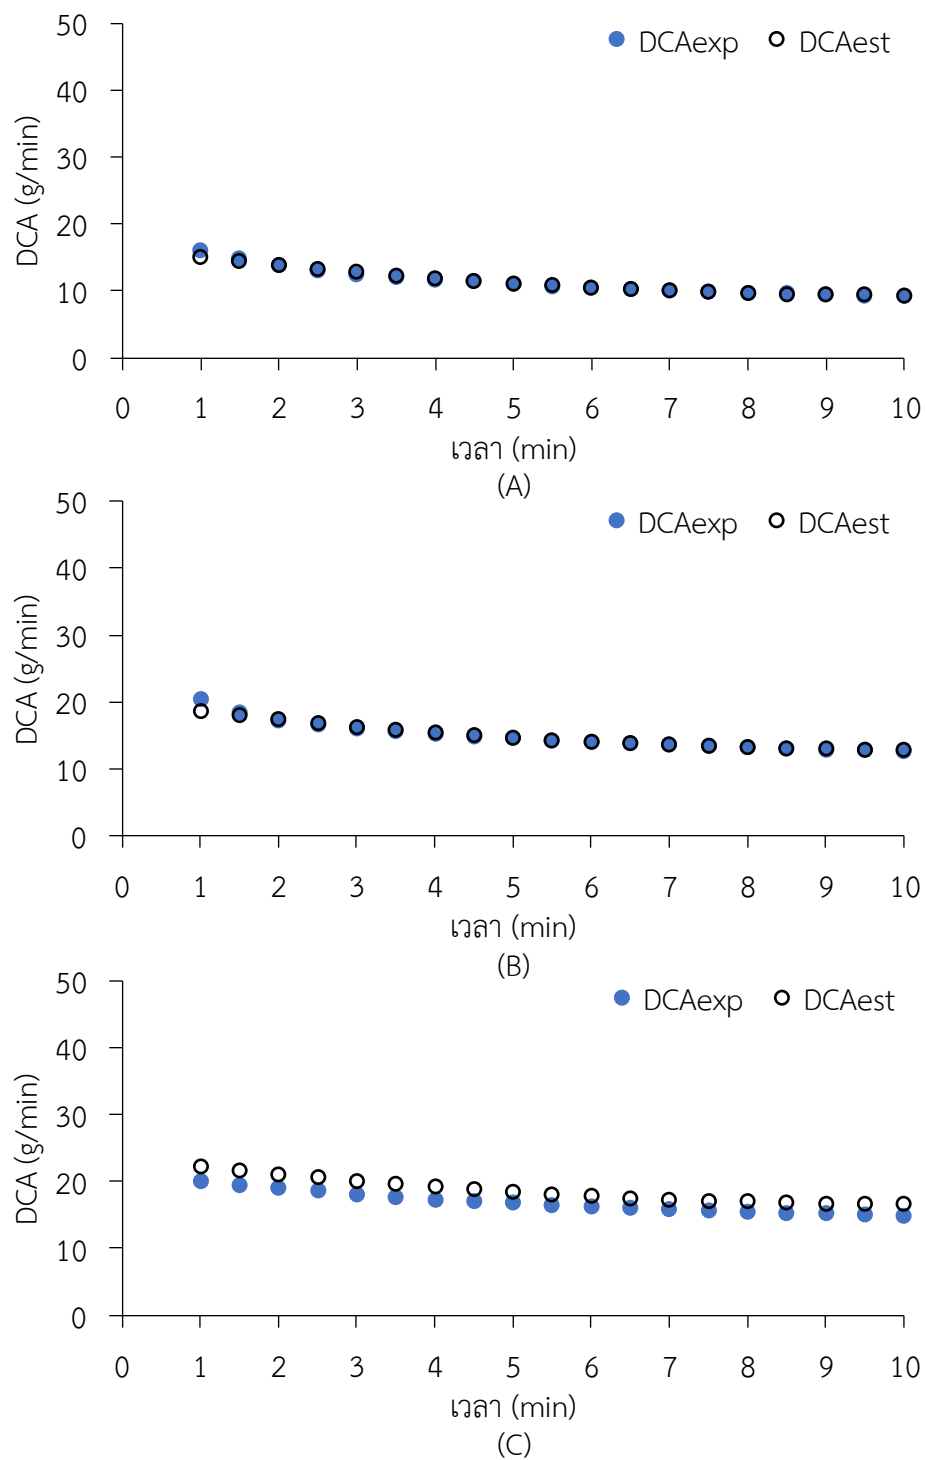 50
DCAexp DCAest
40
30
20
10
0
DCA (g/min)
0 1 2 3 4 5 6 7 8 9 10
เวลา (min)
(A)
50
DCAexp DCAest
40
30
20
10
0
DCA (g/min)
0 1 2 3 4 5 6 7 8 9 10
เวลา (min)
(B)
50
DCAexp DCAest
40
30
20
10
0
DCA (g/min)
0 1 2 3 4 5 6 7 8 9 10
เวลา (min)
(C)